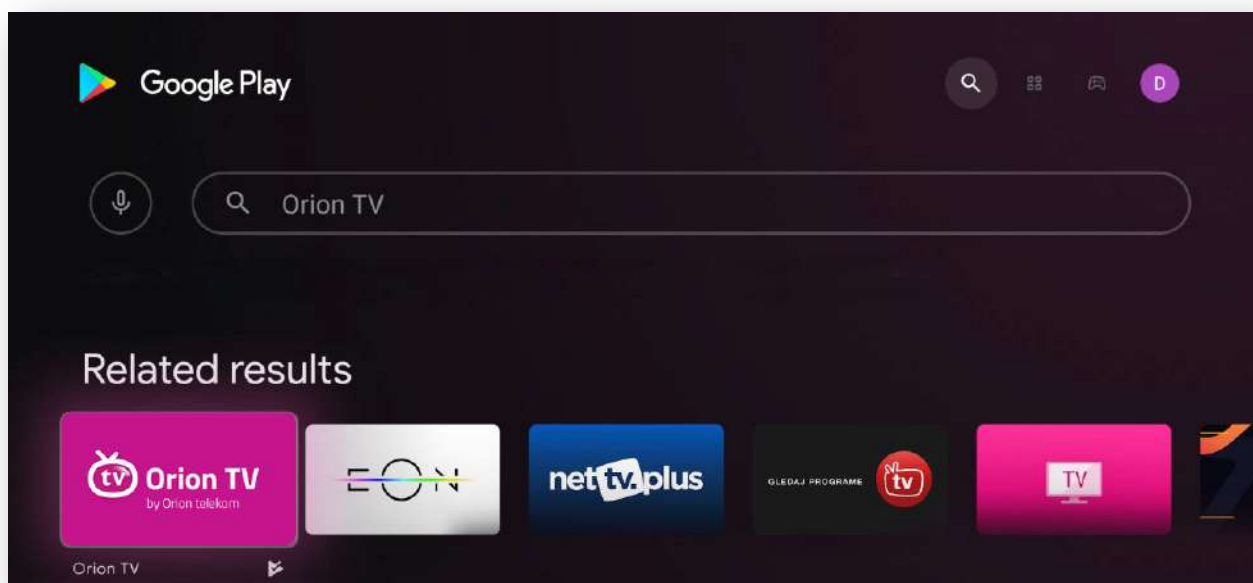 Google Play
D
Orion TV
Related results
tv Orion TV
by Orion telekom
EON
net tv plus
GLEDAJ PROGRAME tv
TV
Orion TV